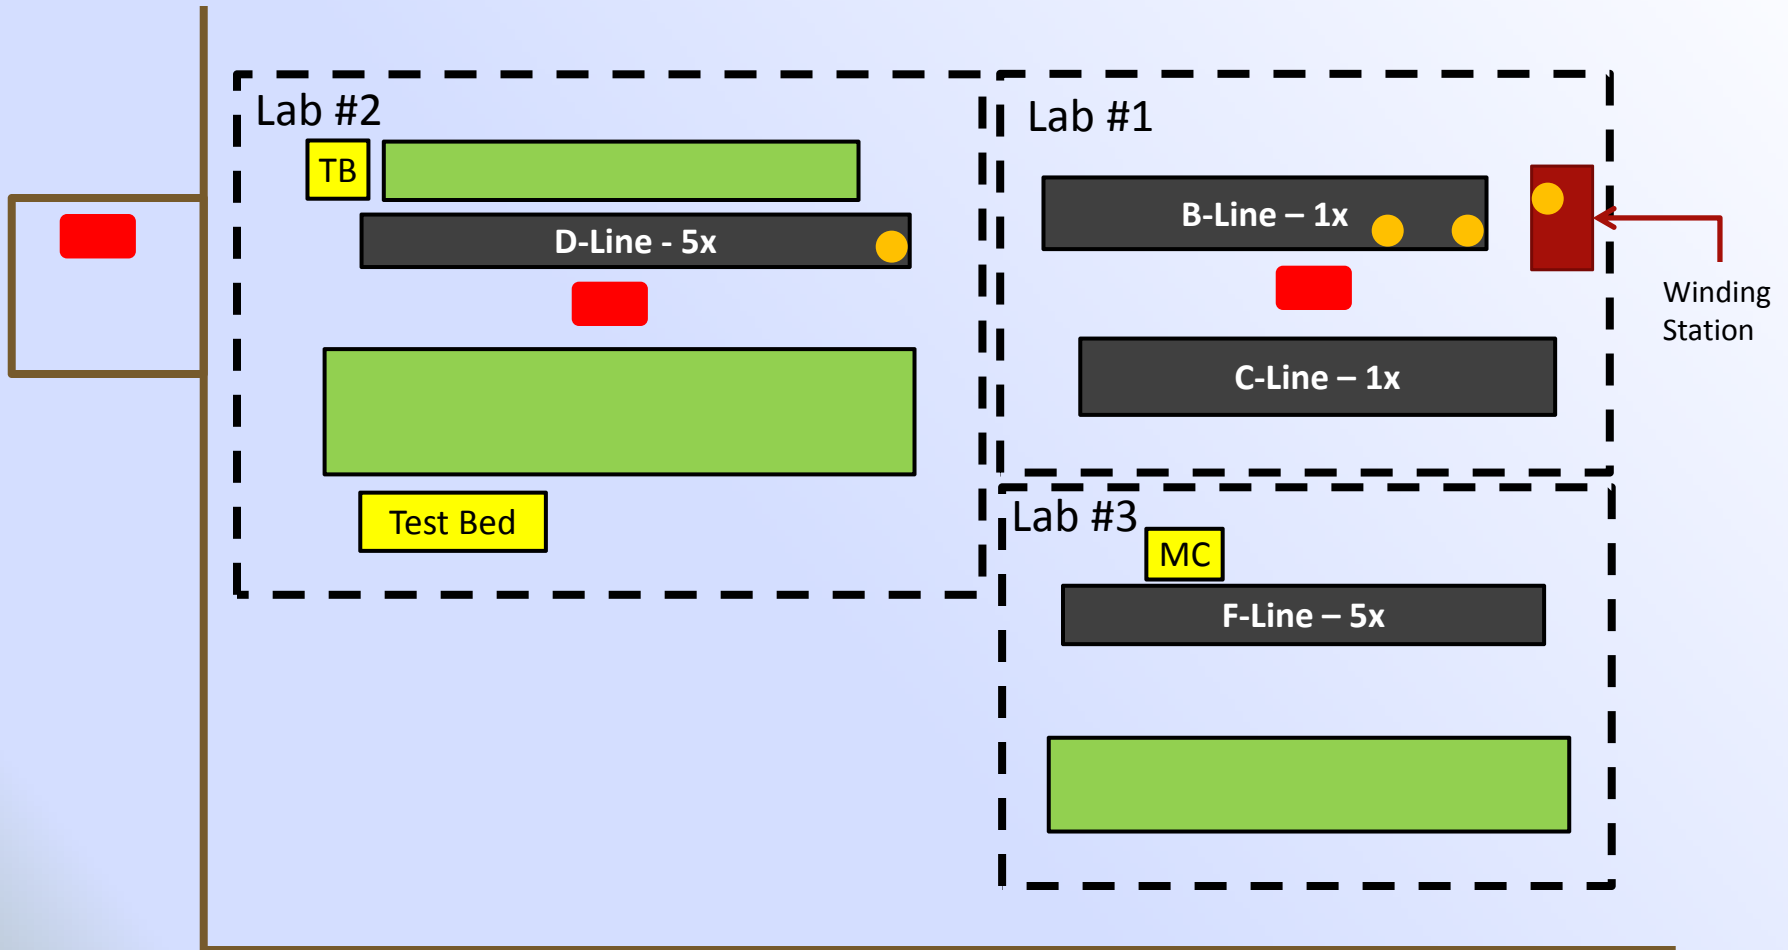 Lab #2
TB
D-Line - 5x
Test Bed
Lab #1
B-Line – 1x
C-Line – 1x
Winding
Station
Lab #3
MC
F-Line – 5x